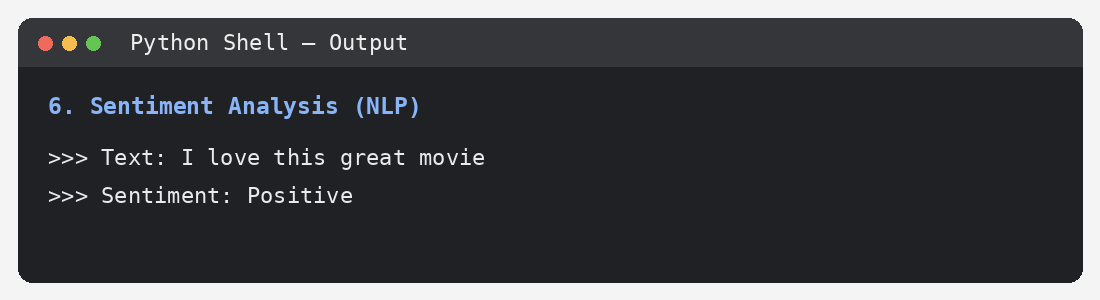 Python Shell — Output
6. Sentiment Analysis (NLP)
>>> Text: I love this great movie
>>> Sentiment: Positive